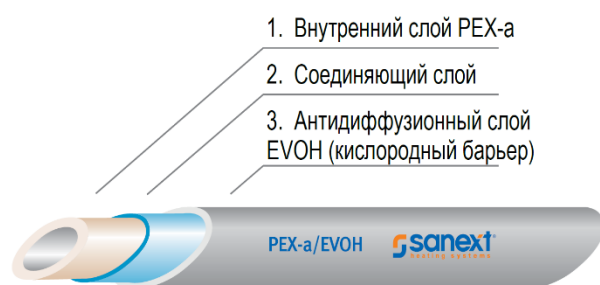 1. Внутренний слой PEX-a
2. Соединяющий слой
3. Антидиффузионный слой
EVOH (кислородный барьер)
PEX-a/EVOH sanext®
heating systems